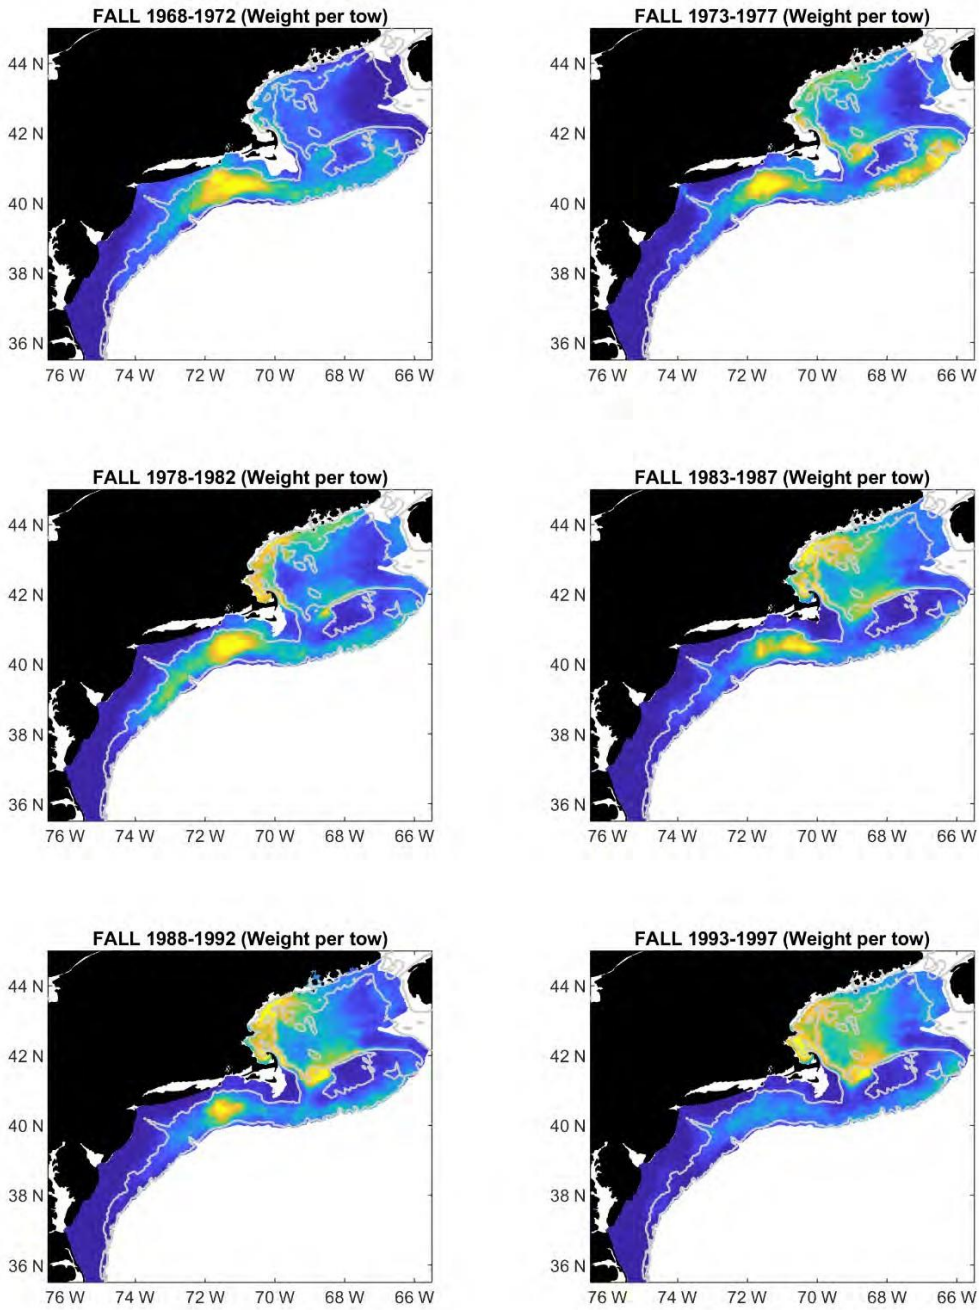 FALL 1968-1972 (Weight per tow)
44 N
42 N
40 N
38 N
36 N
76 W 74 W 72 W 70 W 68 W 66 W
FALL 1973-1977 (Weight per tow)
44 N
42 N
40 N
38 N
36 N
76 W 74 W 72 W 70 W 68 W 66 W
FALL 1978-1982 (Weight per tow)
44 N
42 N
40 N
38 N
36 N
76 W 74 W 72 W 70 W 68 W 66 W
FALL 1983-1987 (Weight per tow)
44 N
42 N
40 N
38 N
36 N
76 W 74 W 72 W 70 W 68 W 66 W
FALL 1988-1992 (Weight per tow)
44 N
42 N
40 N
38 N
36 N
76 W 74 W 72 W 70 W 68 W 66 W
FALL 1993-1997 (Weight per tow)
44 N
42 N
40 N
38 N
36 N
76 W 74 W 72 W 70 W 68 W 66 W